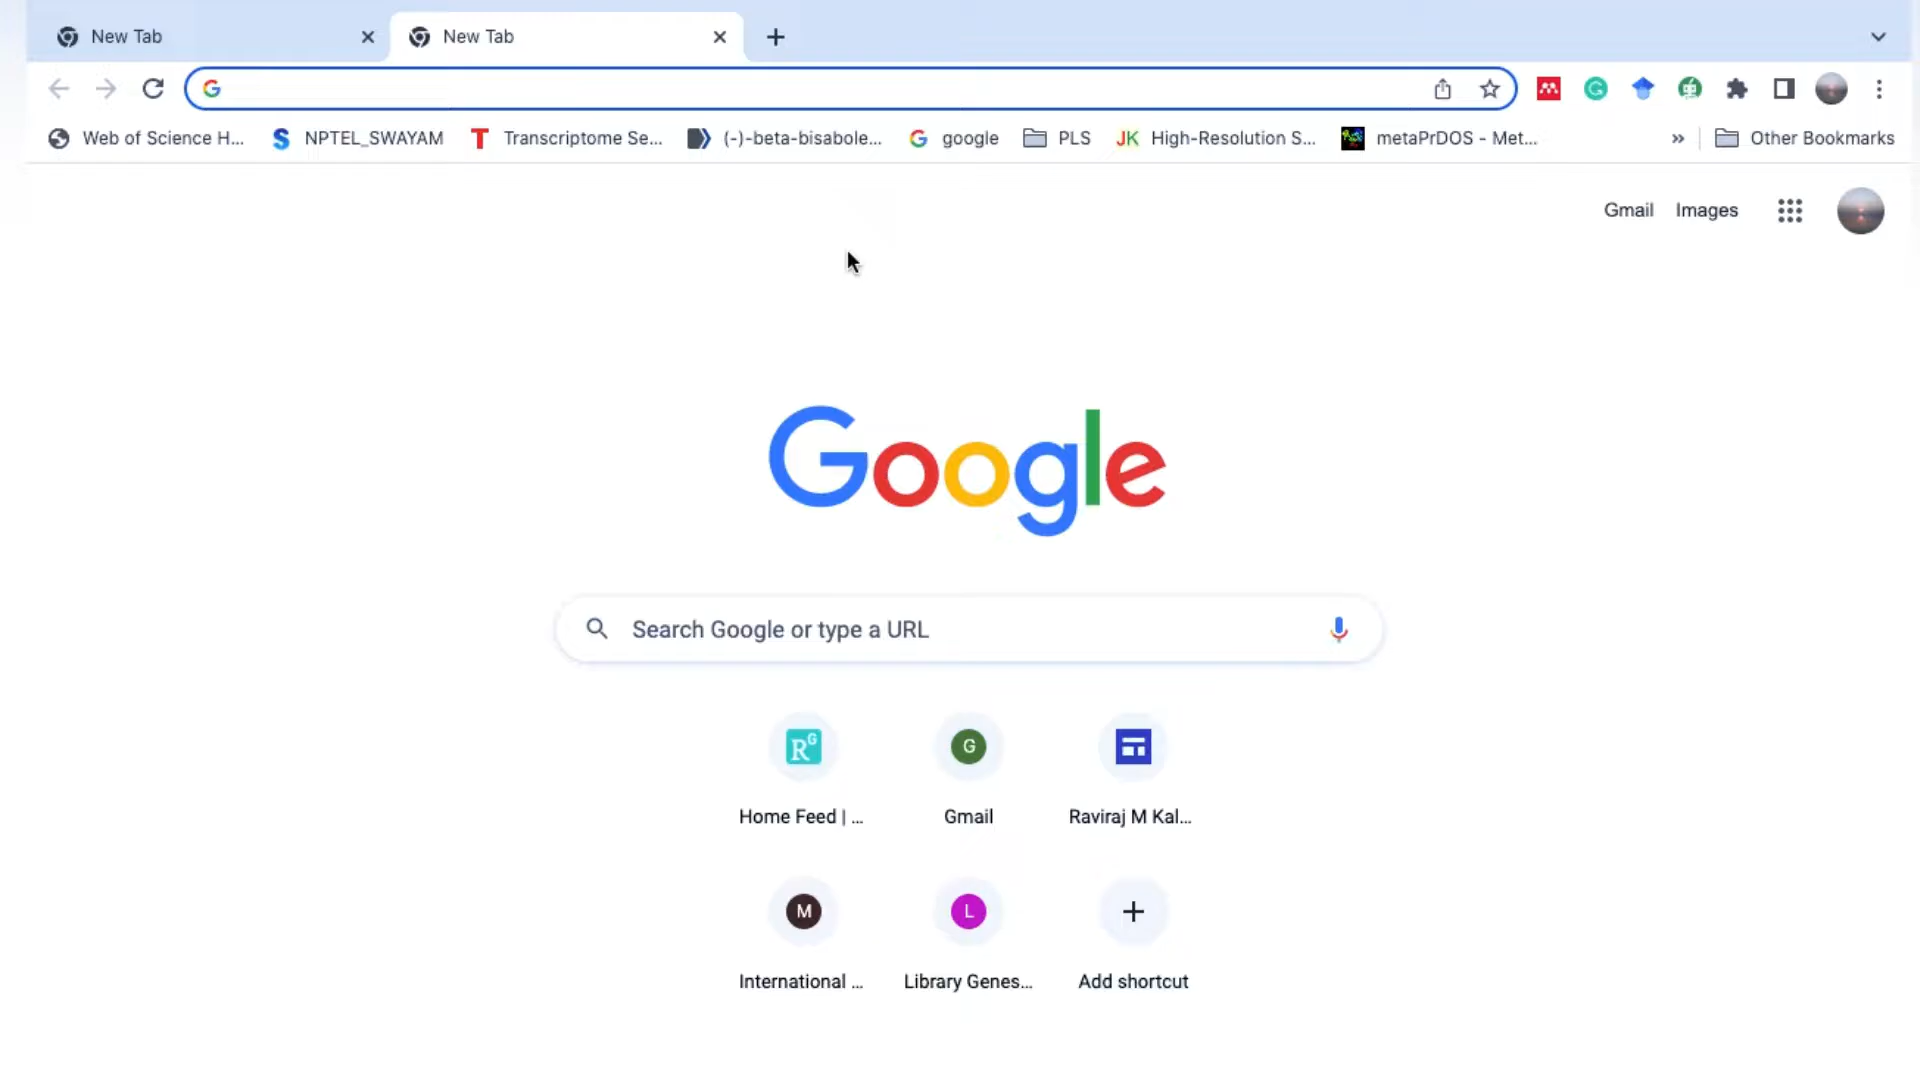 New Tab
New Tab
Web of Science H...
NPTEL_SWAYAM
Transcriptome Se...
(-)-beta-bisabole...
google
PLS
JK High-Resolution S...
metaPrDOS - Met...
Other Bookmarks
Gmail
Images
Google
Search Google or type a URL
Home Feed | ...
Gmail
Raviraj M Kal...
International ...
Library Genes...
Add shortcut